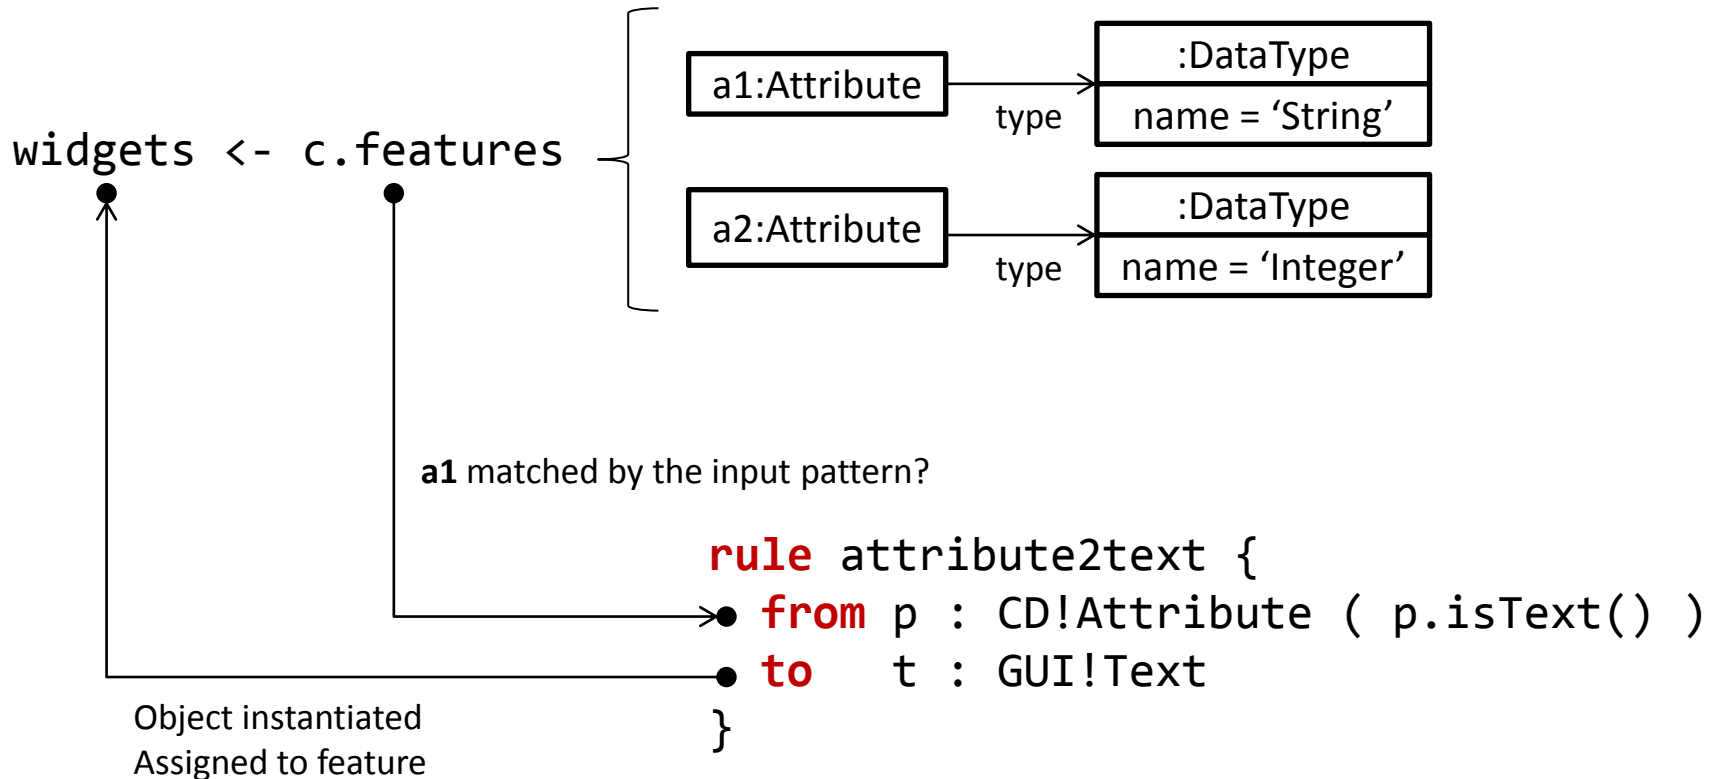 widgets <- c.features
a1:Attribute
type
:DataType
name = ‘String’
a2:Attribute
type
:DataType
name = ‘Integer’
a1 matched by the input pattern?
rule attribute2text {
from p : CD!Attribute ( p.isText() )
to t : GUI!Text
}
Object instantiated
Assigned to feature